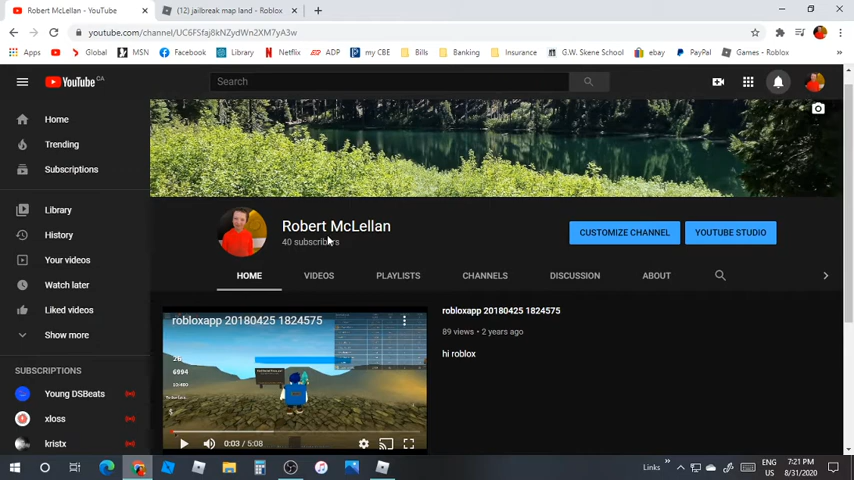 Robert McLellan - YouTube
(12) jailbreak map land - Roblox
youtube.com/channel/UC6FSfaj8kNZydWn2XM7yA3w
Apps
Global
MSN
Facebook
Library
Netflix
ADP
my CBE
Bills
Banking
Insurance
G.W. Skene School
ebay
PayPal
Games - Roblox
YouTube CA
Search
Home
Trending
Subscriptions
Library
History
Your videos
Watch later
Liked videos
Show more
SUBSCRIPTIONS
Young DSBeats
xloss
kristx
Robert McLellan
40 subscribers
CUSTOMIZE CHANNEL
YOUTUBE STUDIO
HOME
VIDEOS
PLAYLISTS
CHANNELS
DISCUSSION
ABOUT
robloxapp 20180425 1824575
6994
10/480
$
0:03 / 5:08
robloxapp 20180425 1824575
89 views • 2 years ago
hi roblox
Links
ENG
US
7:21 PM
8/31/2020